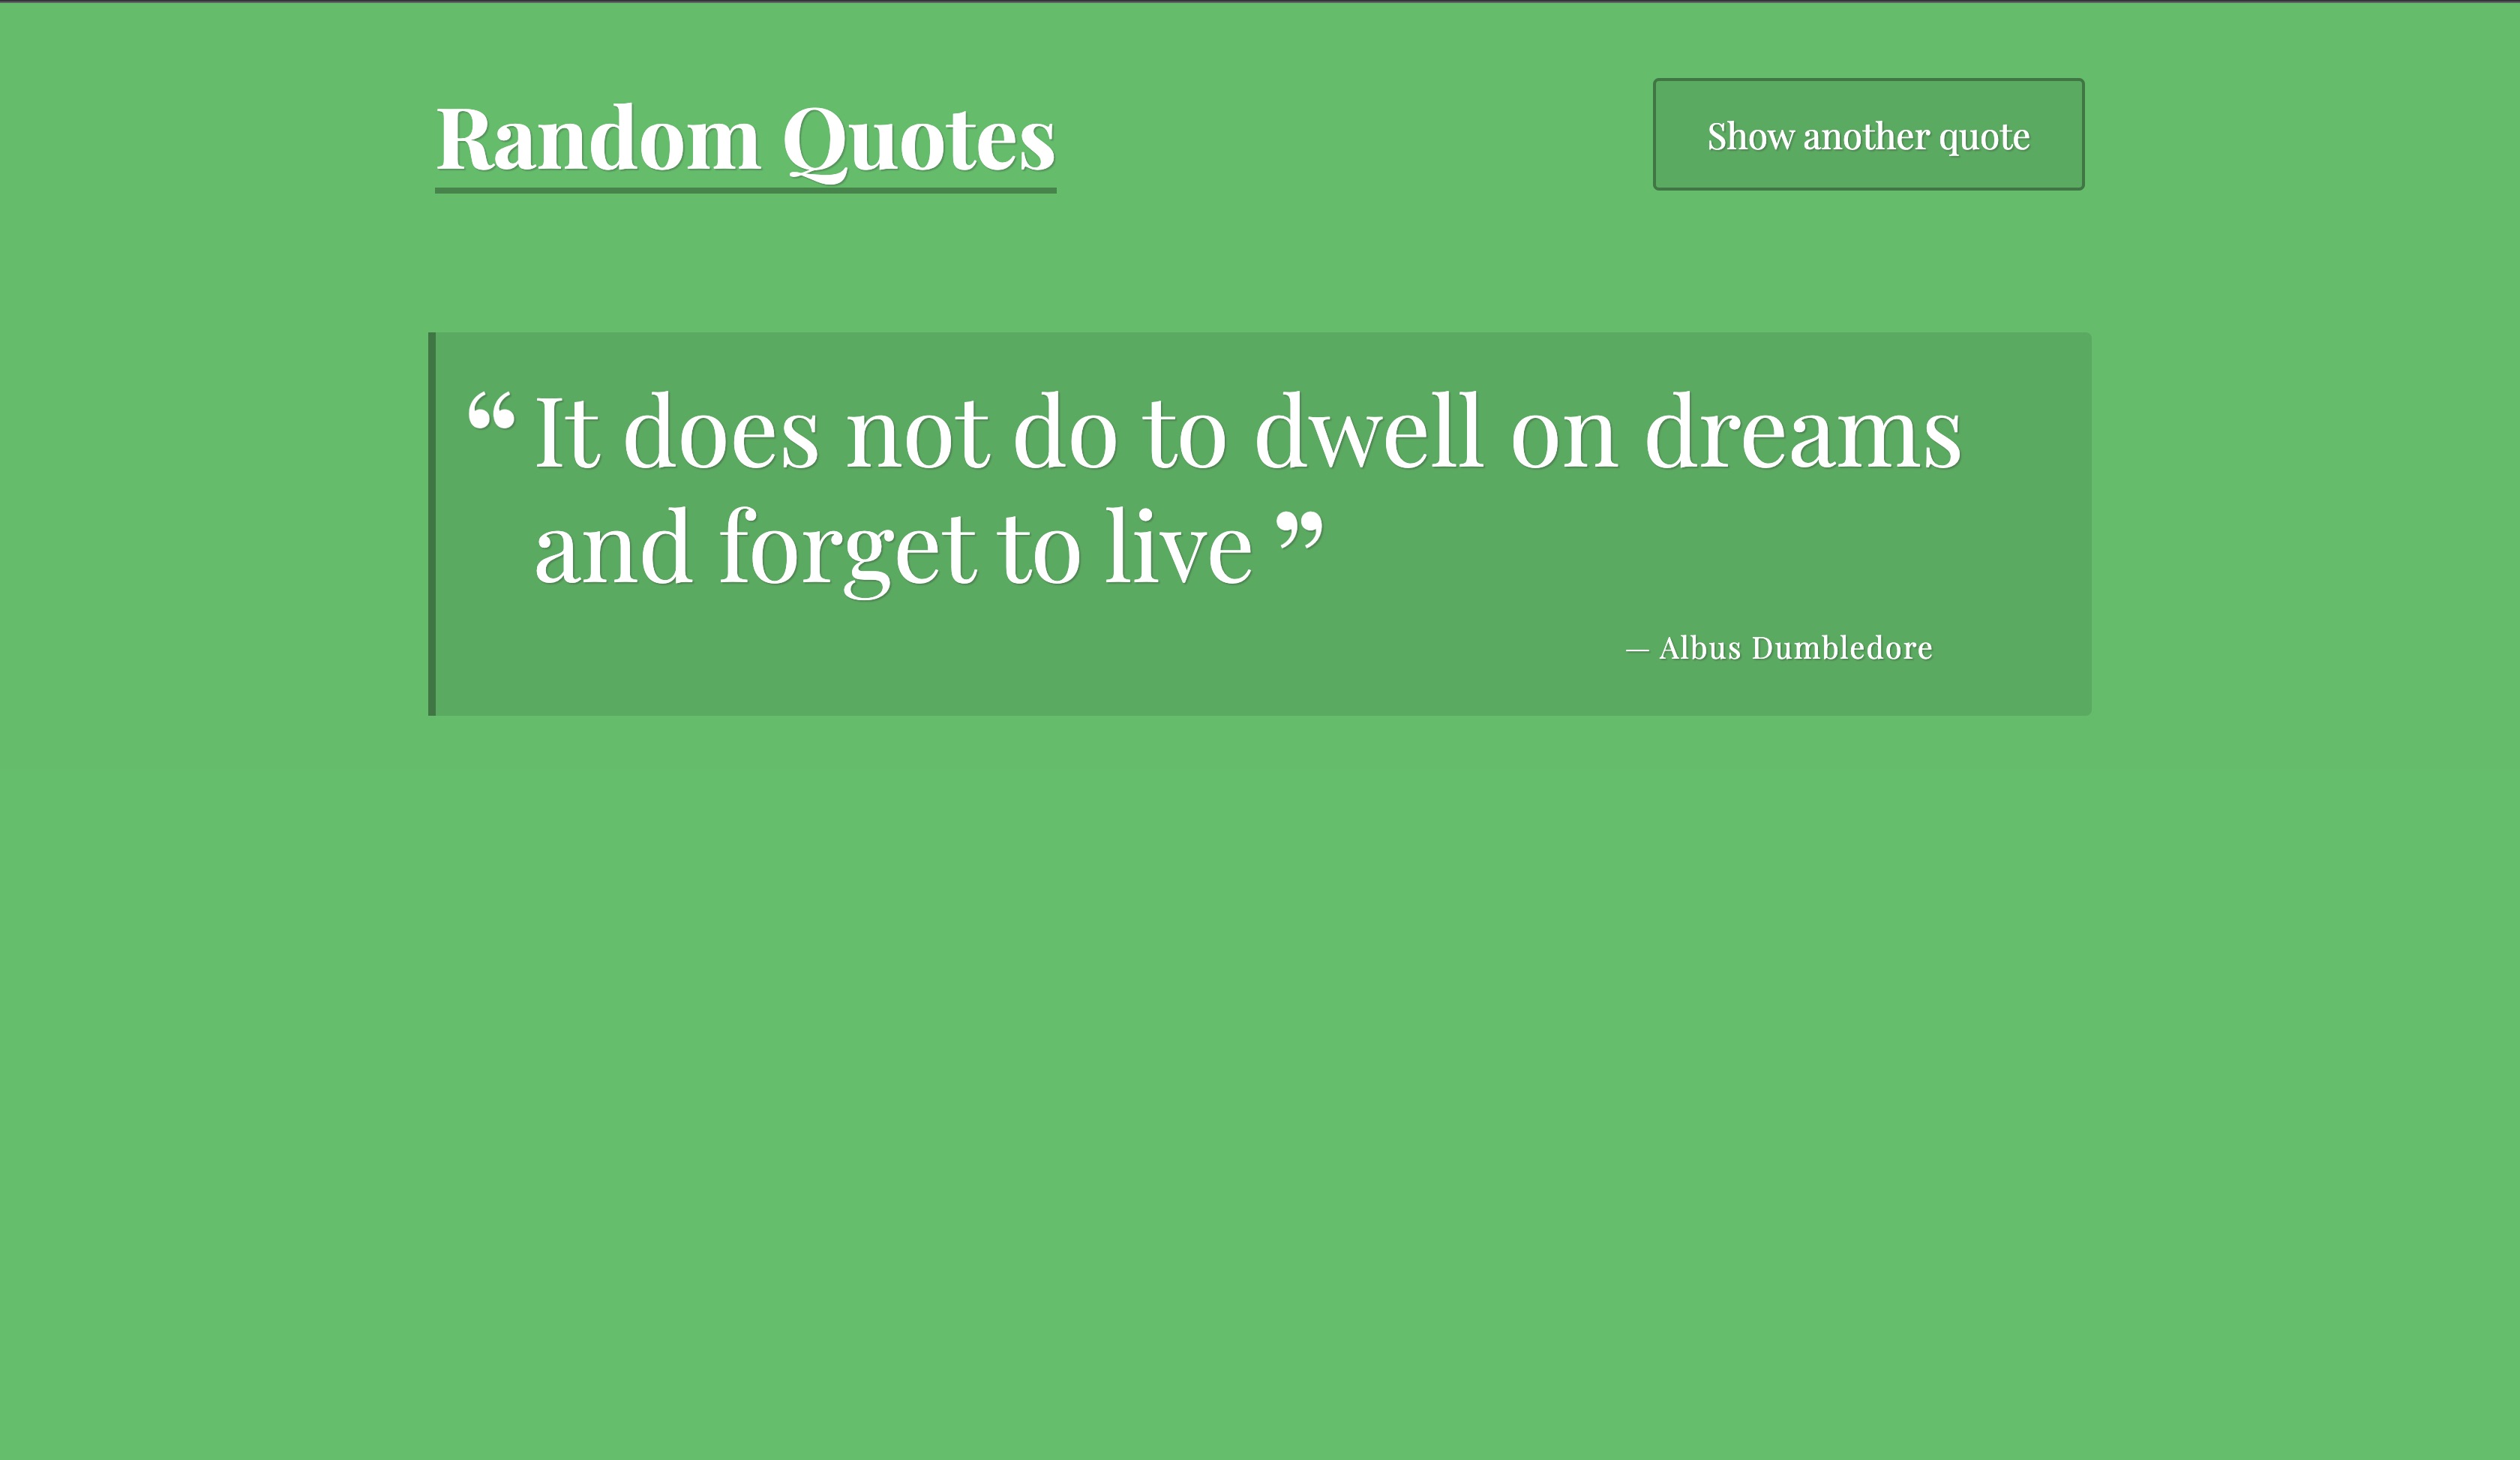 Random Quotes
Show another quote
“ It does not do to dwell on dreams
and forget to live ”
— Albus Dumbledore